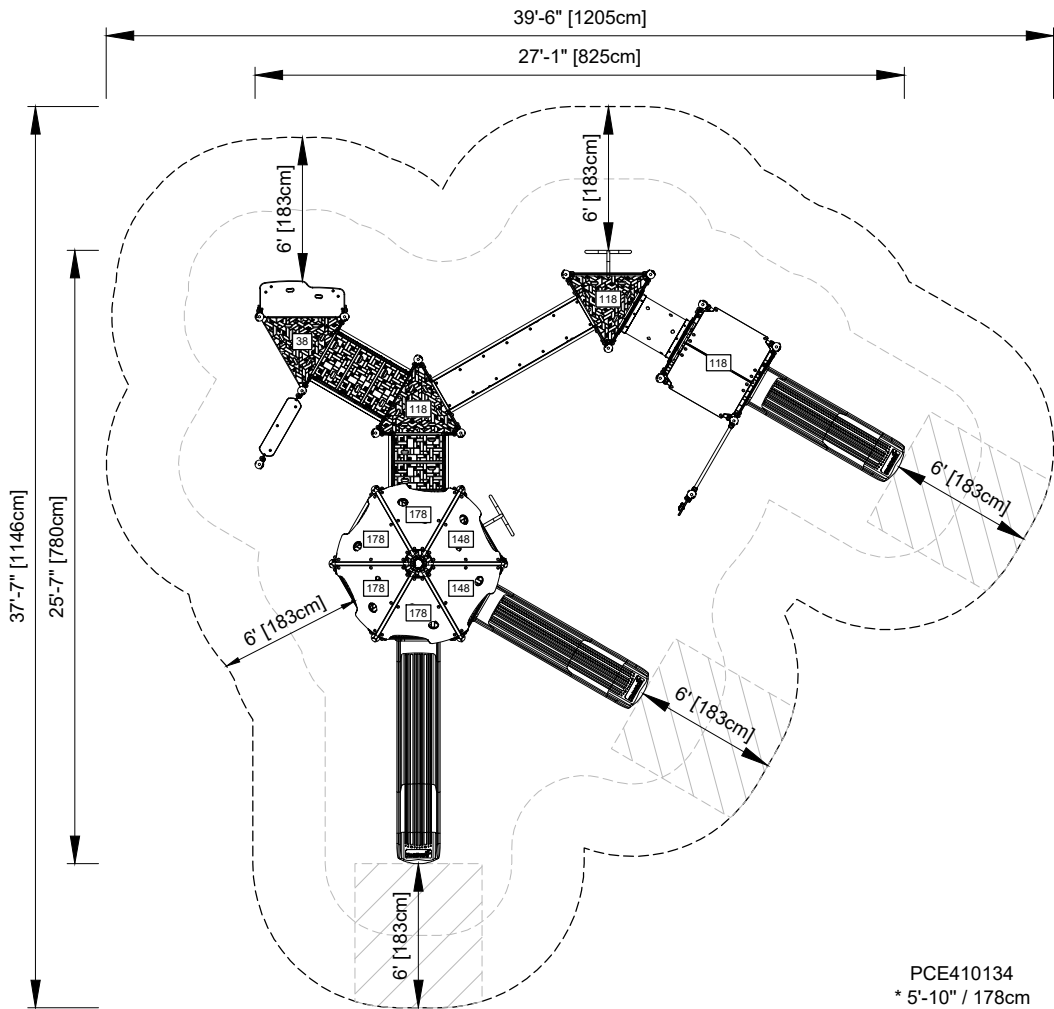 39'-6" [1205cm]
27'-1" [825cm]
6' [183cm]
6' [183cm]
37'-7" [1146cm]
25'-7" [780cm]
118
38
118
118
6' [183cm]
178
178
148
178
148
178
6' [183cm]
6' [183cm]
6' [183cm]
PCE410134
* 5'-10" / 178cm